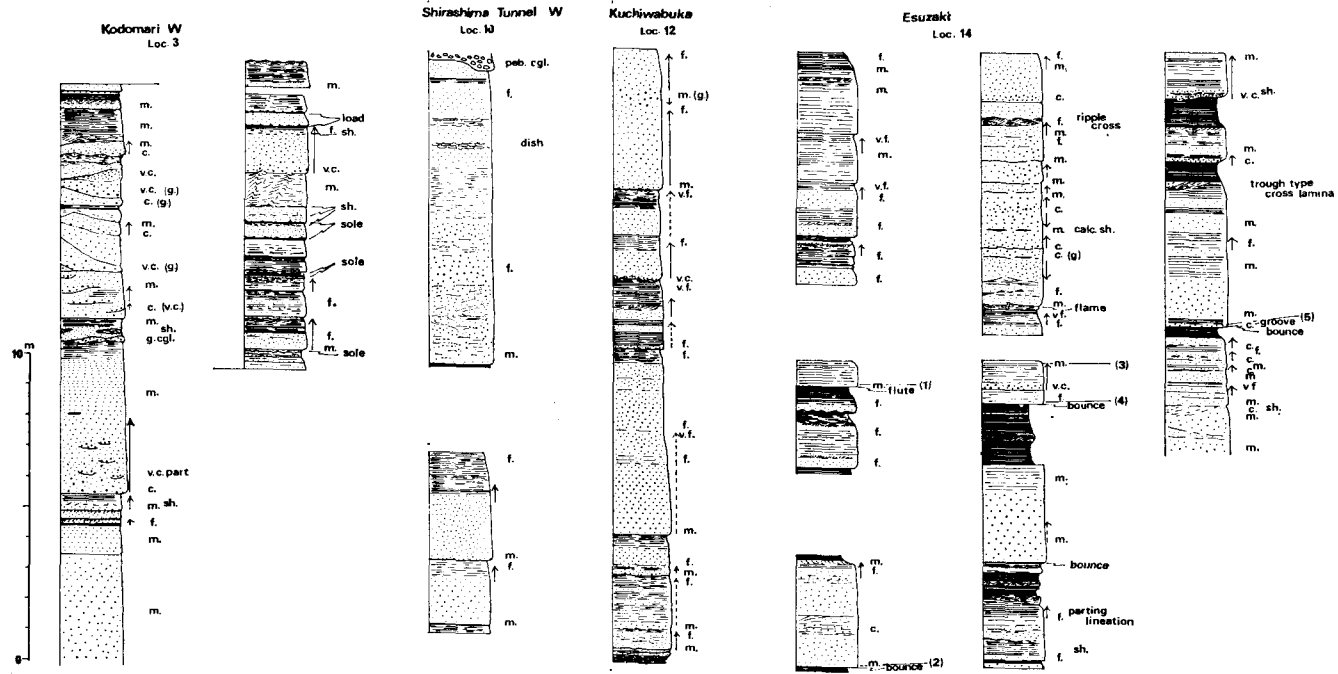 Kodomari W
Loc. 3
m.
m.
m.
c.
v.c.
v.c. (g.)
c. (g.)
m.
c.
v.c. (g.)
m.
c. (v.c.)
m.
sh.
g.cgl.
10 m
m.
v.c. part
c.
m. sh.
f.
m.
m.
m.
load
f. sh.
v.c.
m.
sh.
sole
sole
f.
f.
m.
sole
Shirashima Tunnel W
Loc. 10
peb. cgl.
f.
dish
f.
m.
f.
m.
f.
m.
Kuchiwabuka
Loc. 12
f.
m. (g.)
f.
m.
v.f.
f.
v.c.
v.f.
f.
f.
f.
v.f.
m.
f.
m.
f.
m.
f.
m.
Esuzaki
Loc. 14
f.
m.
m.
v.f.
m.
v.f.
f.
f.
f.
m. (1)
flute
f.
f.
m.
f.
c.
m. (2)
bounce
f.
m.
c.
f. ripple
m. cross
f.
m.
m.
m.
c.
m. calc. sh.
c.
c. (g)
f.
m. flame
v.f.
f.
m. (3)
v.c.
f. (4)
bounce
m.
m.
bounce
f. parting
lineation
sh.
f.
m.
v.c. sh.
m.
c.
trough type
cross lamina
m.
f.
m.
m.
c. groove (5)
bounce
c.
f.
c.
m.
c.
m
v f
m.
c. sh.
m.
m.